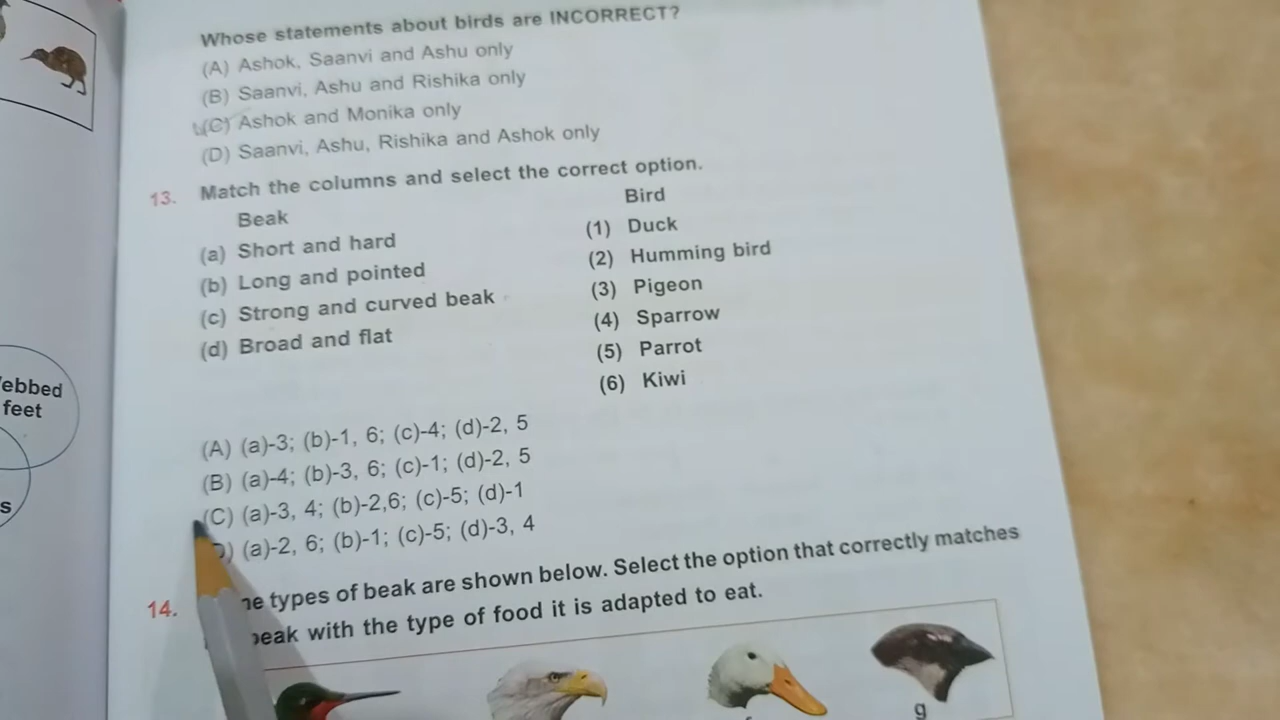 Whose statements about birds are INCORRECT?
(A) Ashok, Saanvi and Ashu only
(B) Saanvi, Ashu and Rishika only
(C) Ashok and Monika only
(D) Saanvi, Ashu, Rishika and Ashok only
13. Match the columns and select the correct option.
Beak Bird
(a) Short and hard (1) Duck
(b) Long and pointed (2) Humming bird
(c) Strong and curved beak (3) Pigeon
(d) Broad and flat (4) Sparrow
(5) Parrot
(6) Kiwi
ebbed
feet
s
(A) (a)-3; (b)-1, 6; (c)-4; (d)-2, 5
(B) (a)-4; (b)-3, 6; (c)-1; (d)-2, 5
(C) (a)-3, 4; (b)-2,6; (c)-5; (d)-1
D) (a)-2, 6; (b)-1; (c)-5; (d)-3, 4
14. types of beak are shown below. Select the option that correctly matches
beak with the type of food it is adapted to eat.
g